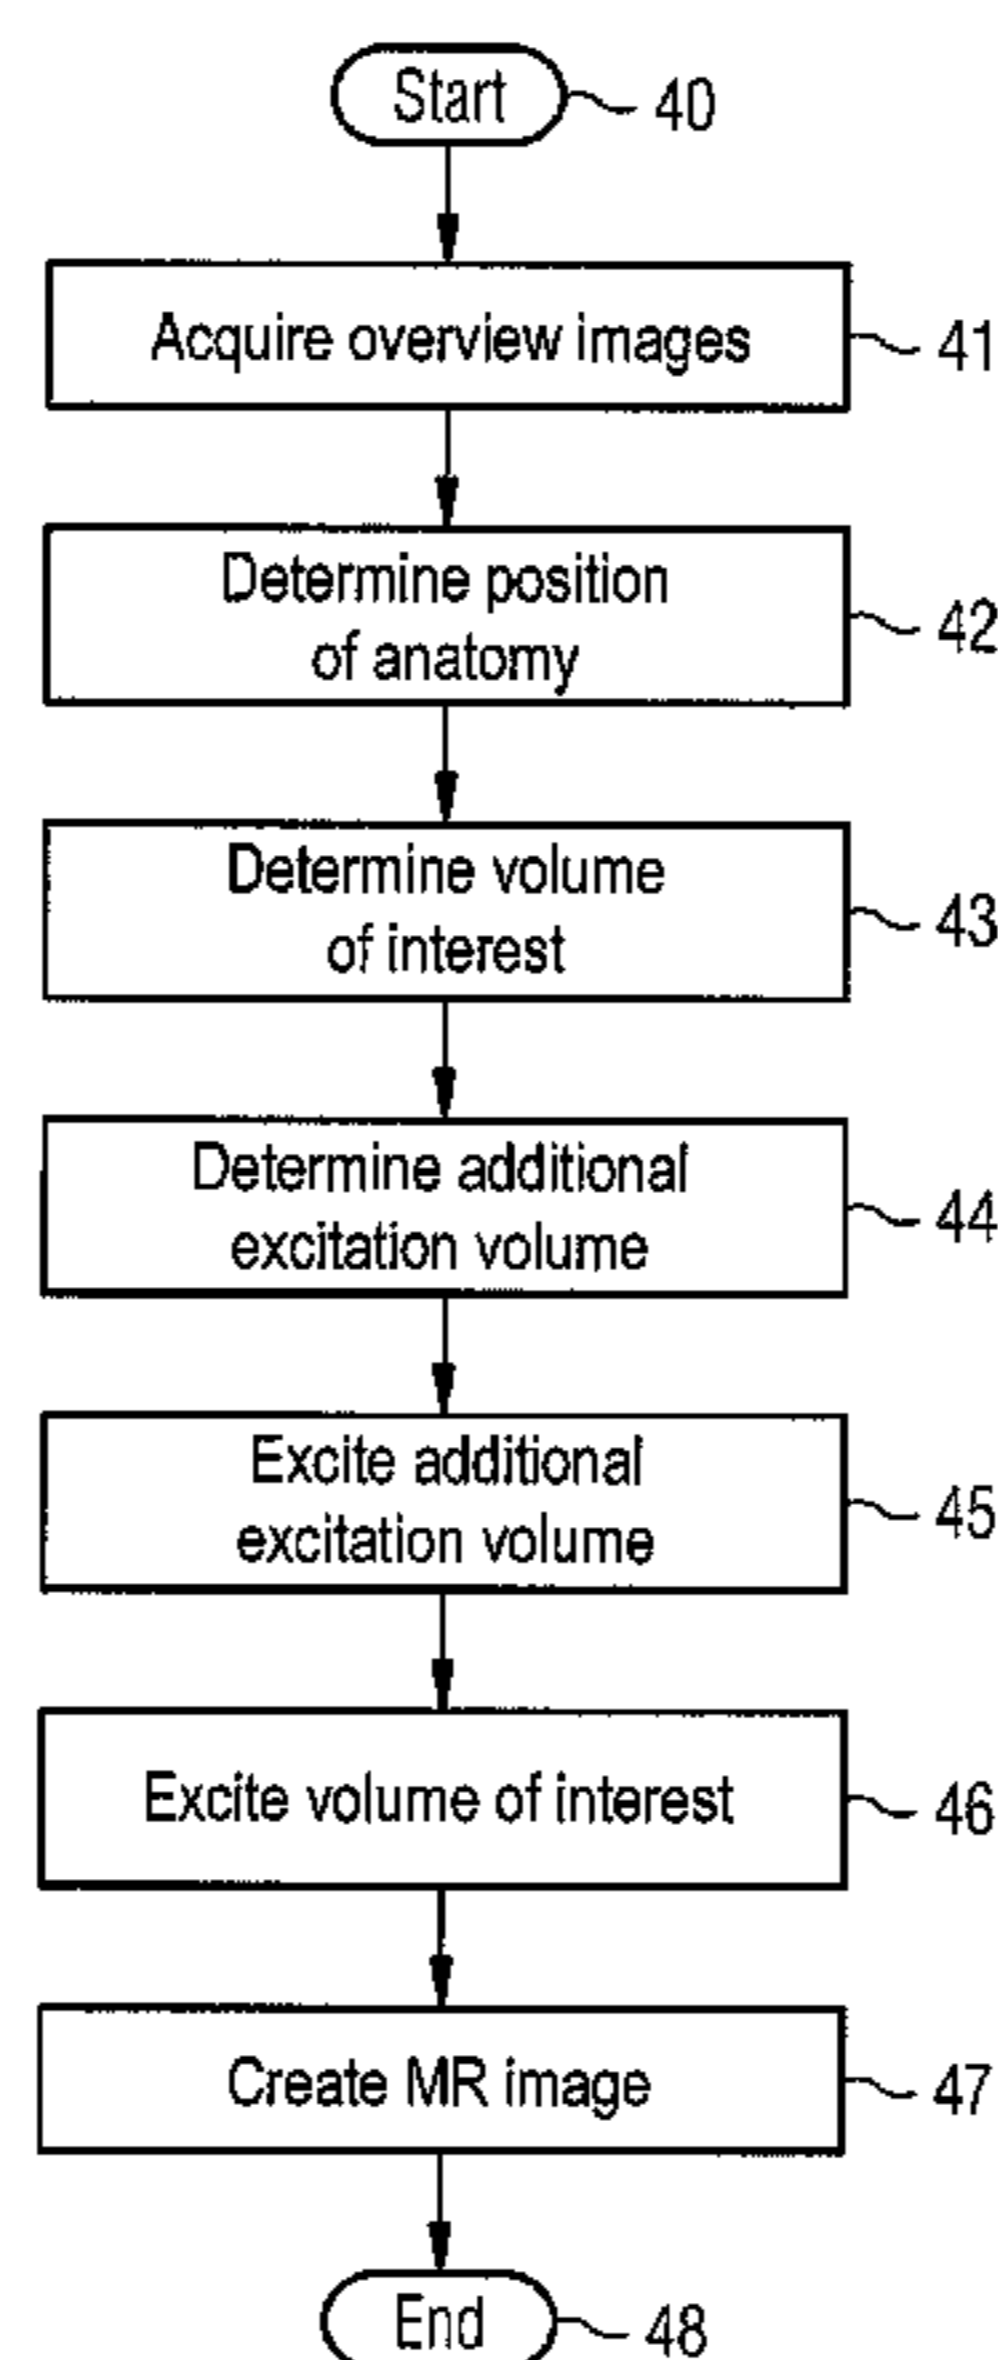 Start
40
Acquire overview images
41
Determine position
of anatomy
42
Determine volume
of interest
43
Determine additional
excitation volume
44
Excite additional
excitation volume
45
Excite volume of interest
46
Create MR image
47
End
48